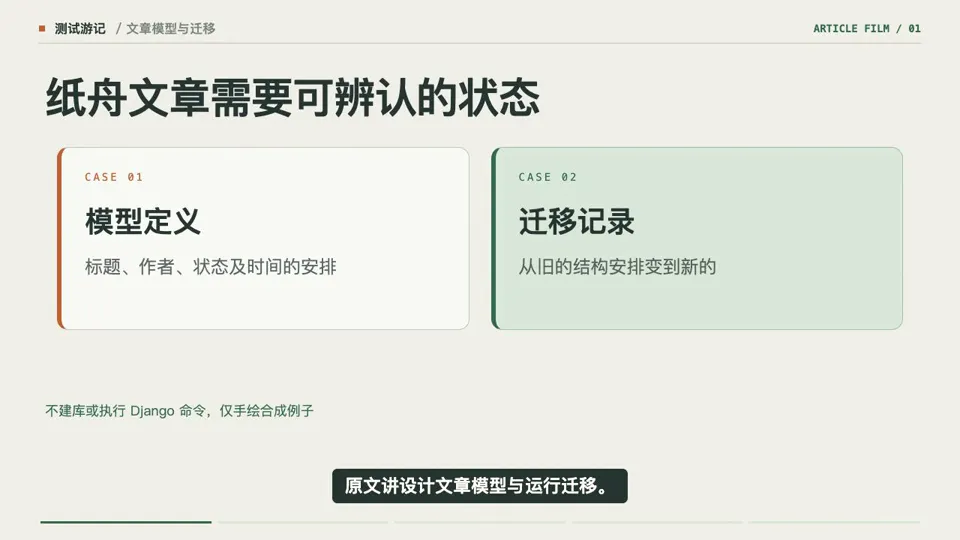 测试游记 / 文章模型与迁移
ARTICLE FILM / 01
纸舟文章需要可辨认的状态
CASE 01
模型定义
标题、作者、状态及时间的安排
CASE 02
迁移记录
从旧的结构安排变到新的
不建库或执行 Django 命令，仅手绘合成例子
原文讲设计文章模型与运行迁移。